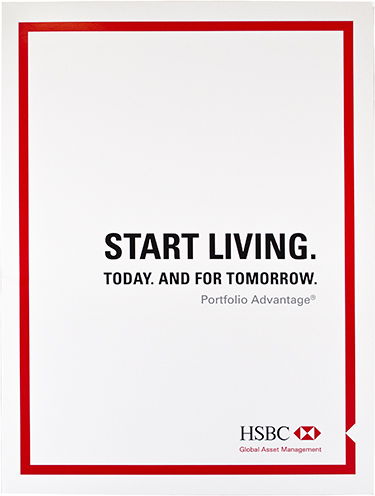 START LIVING.
TODAY. AND FOR TOMORROW.
Portfolio Advantage®
HSBC
Global Asset Management